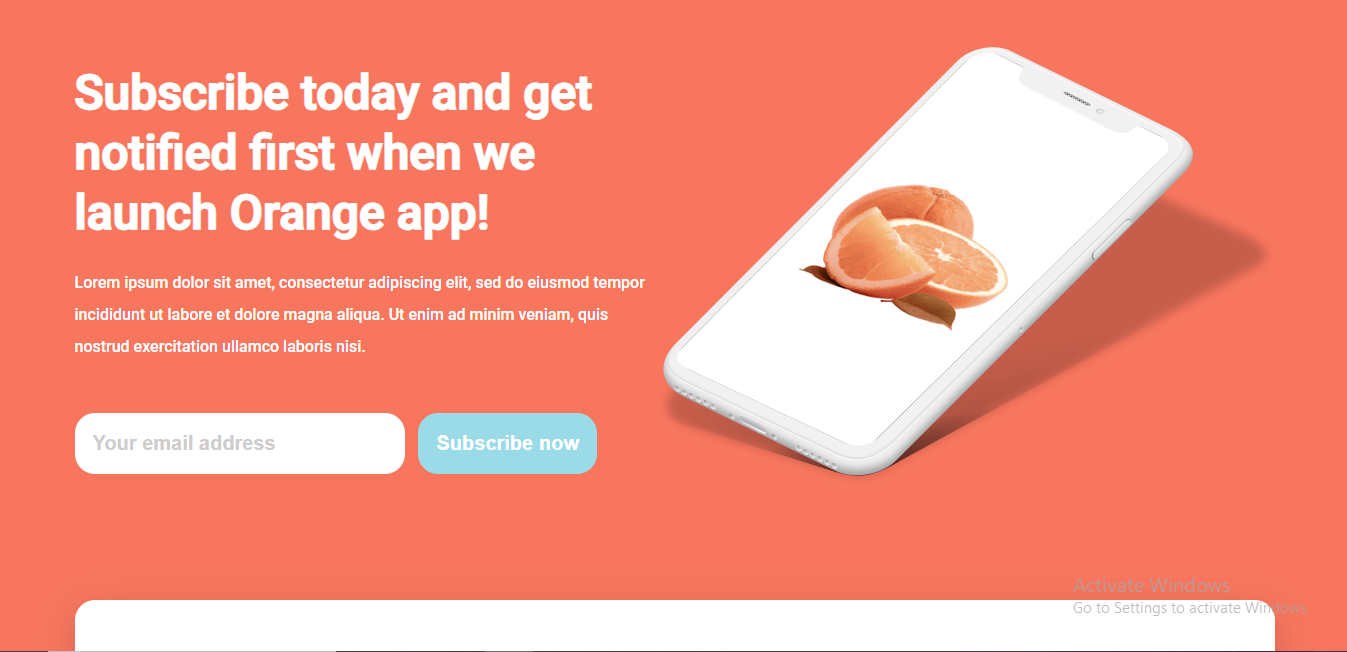 Subscribe today and get
notified first when we
launch Orange app!
Lorem ipsum dolor sit amet, consectetur adipiscing elit, sed do eiusmod tempor
incididunt ut labore et dolore magna aliqua. Ut enim ad minim veniam, quis
nostrud exercitation ullamco laboris nisi.
Your email address
Subscribe now
Activate Windows
Go to Settings to activate Windows.